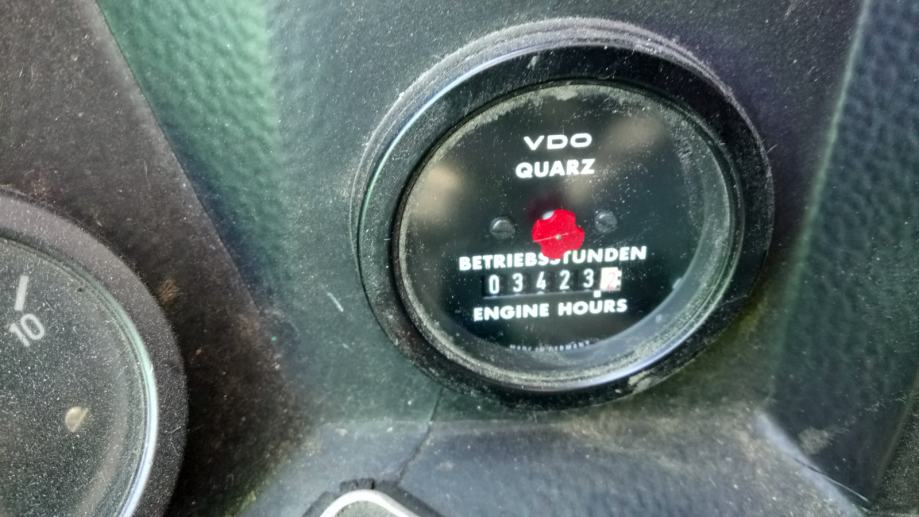 VDO
QUARZ
BETRIEBSSTUNDEN
03423
ENGINE HOURS
10